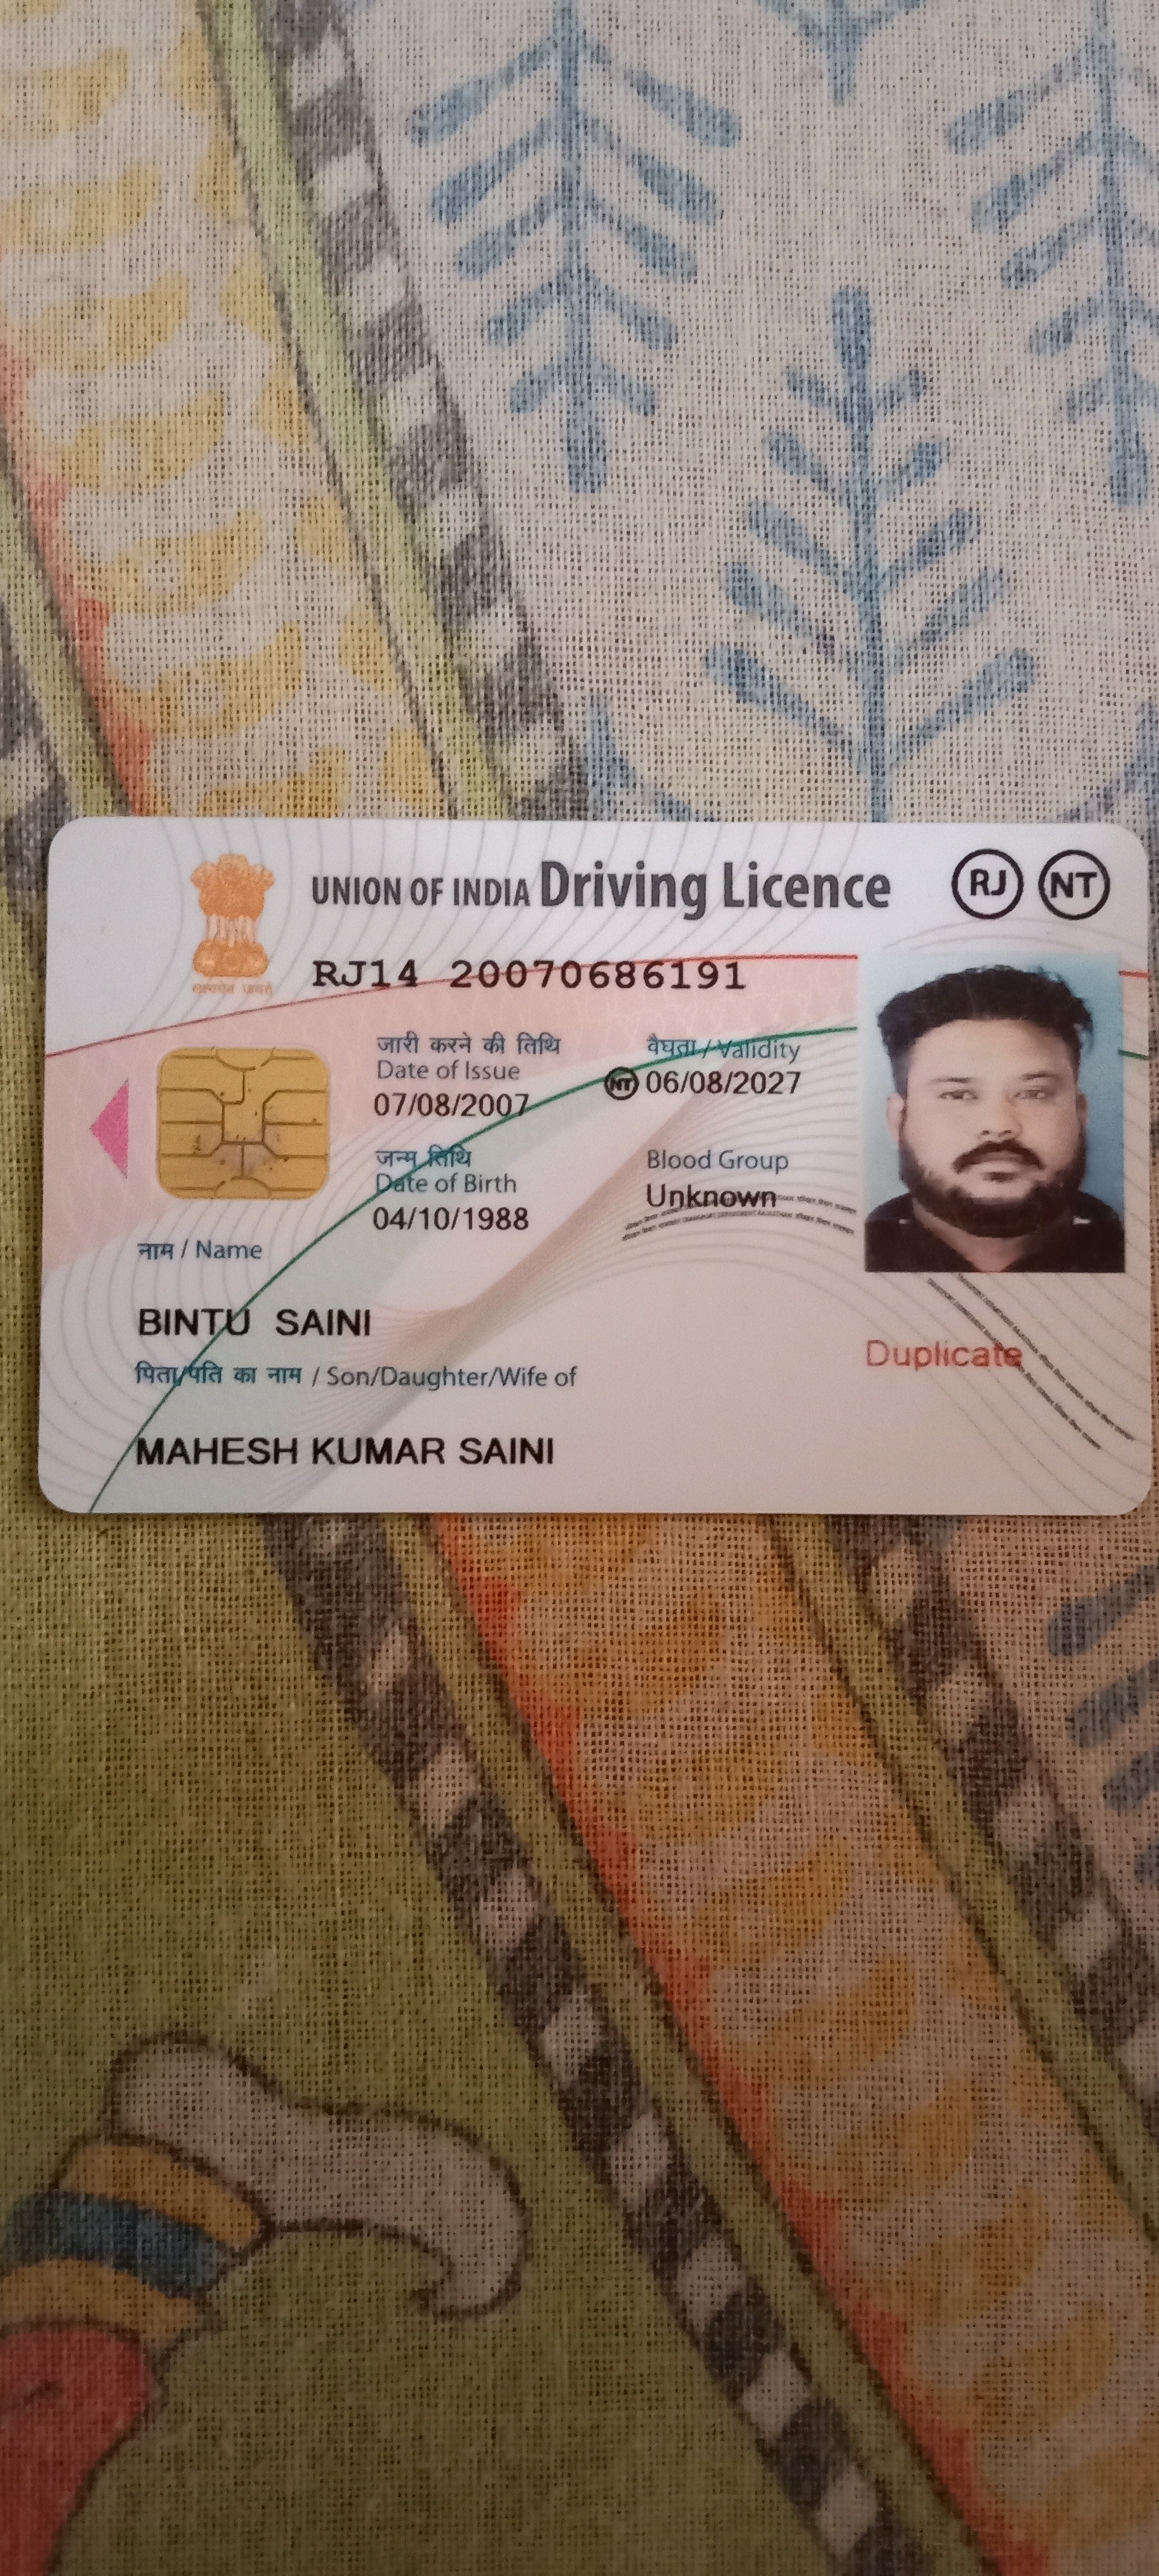 UNION OF INDIA Driving Licence RJ NT
सत्यमेव जयते
RJ14 20070686191
जारी करने की तिथि
Date of Issue
07/08/2007
वैघता / Validity
NT 06/08/2027
जन्म तिथि
Date of Birth
04/10/1988
Blood Group
Unknown
नाम / Name
BINTU SAINI
पिता/पति का नाम / Son/Daughter/Wife of
MAHESH KUMAR SAINI
Duplicate